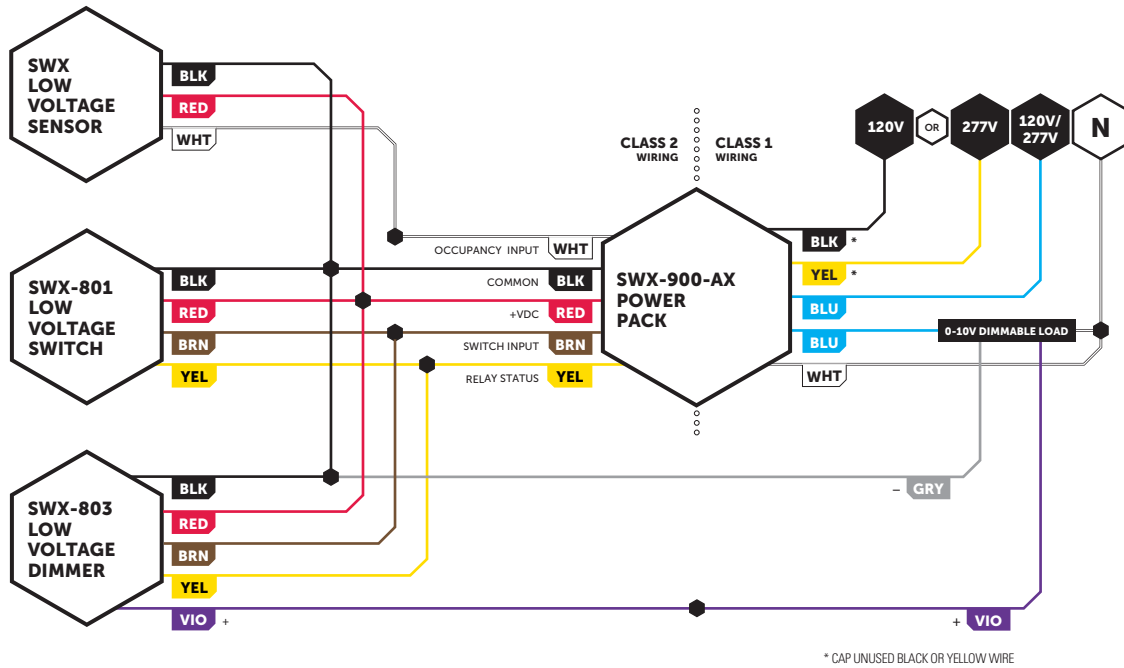 SWX
LOW
VOLTAGE
SENSOR
BLK
RED
WHT
CLASS 2
WIRING
CLASS 1
WIRING
120V
OR
277V
120V/
277V
N
SWX-801
LOW
VOLTAGE
SWITCH
BLK
RED
BRN
YEL
OCCUPANCY INPUT
WHT
COMMON
BLK
+VDC
RED
SWITCH INPUT
BRN
RELAY STATUS
YEL
SWX-900-AX
POWER
PACK
BLK *
YEL *
BLU
BLU
WHT
0-10V DIMMABLE LOAD
SWX-803
LOW
VOLTAGE
DIMMER
BLK
RED
BRN
YEL
VIO +
– GRY
+ VIO
* CAP UNUSED BLACK OR YELLOW WIRE